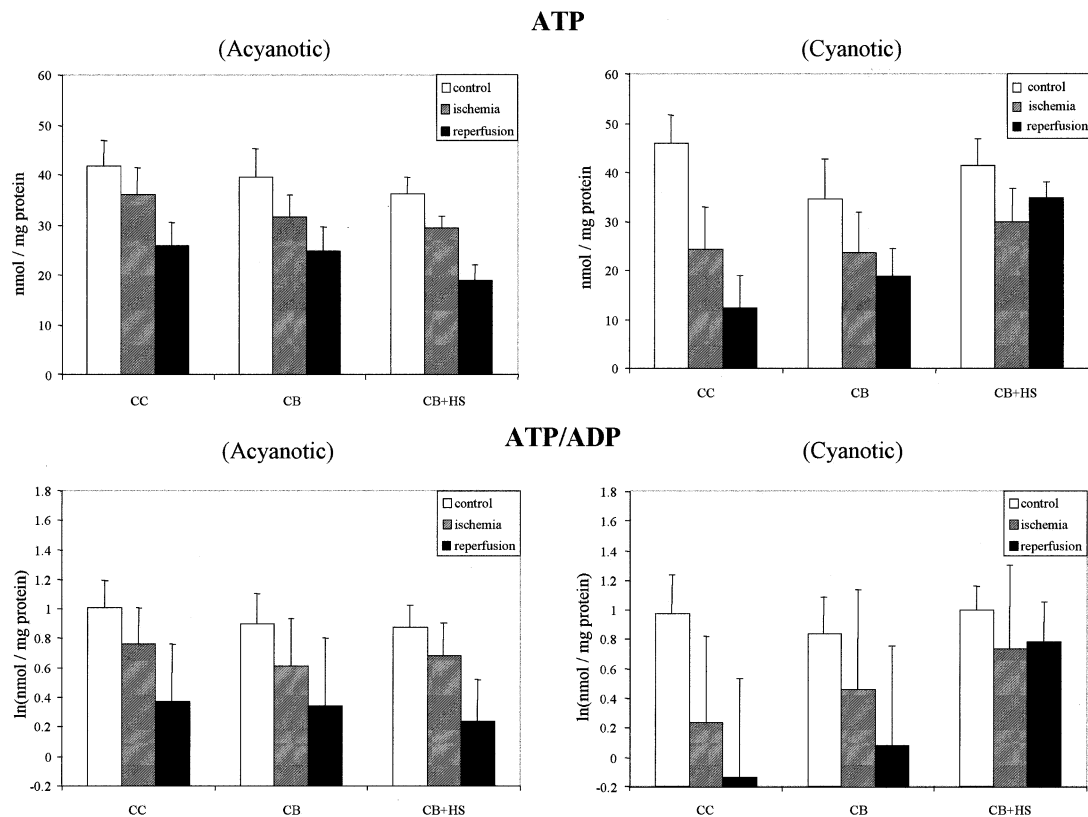 ATP
(Acyanotic)
60
50
40
30
20
10
0
nmol / mg protein
control
ischemia
reperfusion
CC
CB
CB+HS
(Cyanotic)
60
50
40
30
20
10
0
nmol / mg protein
control
ischemia
reperfusion
CC
CB
CB+HS
ATP/ADP
(Acyanotic)
1.8
1.6
1.4
1.2
1
0.8
0.6
0.4
0.2
0
-0.2
ln(nmol / mg protein)
control
ischemia
reperfusion
CC
CB
CB+HS
(Cyanotic)
1.8
1.6
1.4
1.2
1
0.8
0.6
0.4
0.2
0
-0.2
ln(nmol / mg protein)
control
ischemia
reperfusion
CC
CB
CB+HS